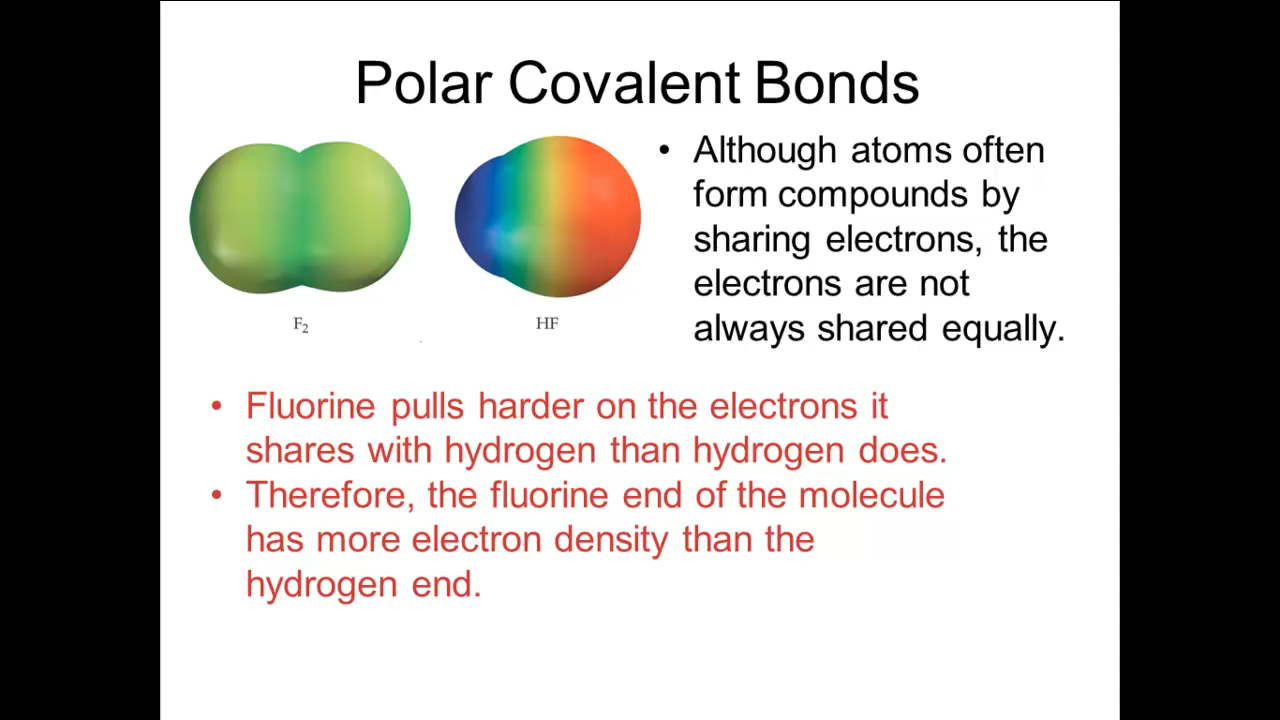 Polar Covalent Bonds
• Although atoms often
form compounds by
sharing electrons, the
electrons are not
always shared equally.
F₂
HF
• Fluorine pulls harder on the electrons it
shares with hydrogen than hydrogen does.
• Therefore, the fluorine end of the molecule
has more electron density than the
hydrogen end.